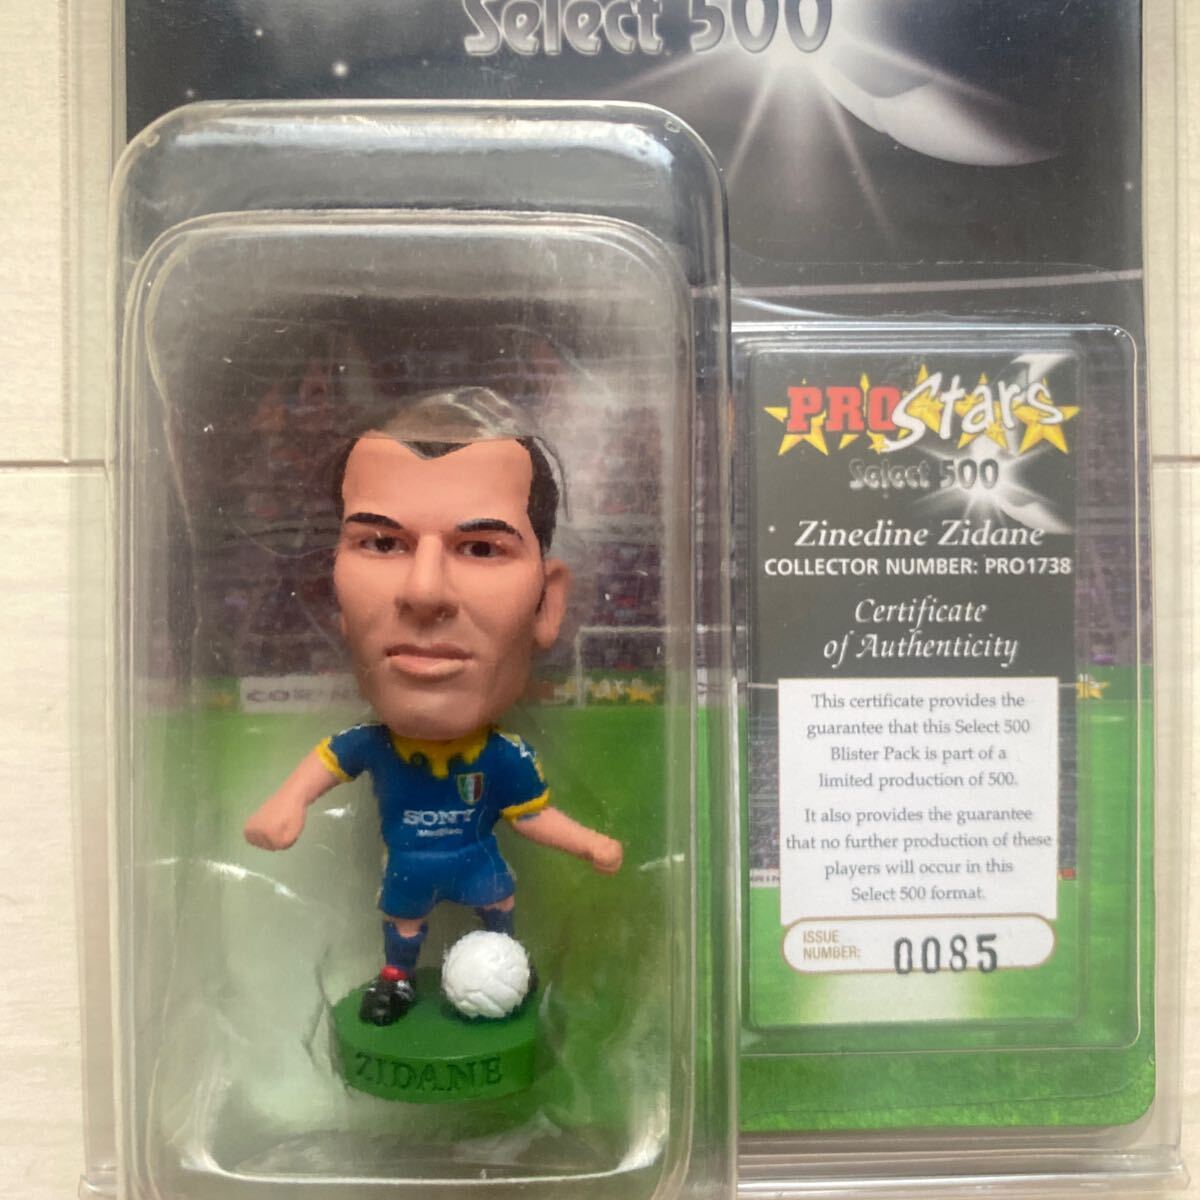 Select 500
PRO Stars
Select 500
Zinedine Zidane
COLLECTOR NUMBER: PRO1738
Certificate
of Authenticity
This certificate provides the
guarantee that this Select 500
Blister Pack is part of a
limited production of 500.
It also provides the guarantee
that no further production of these
players will occur in this
Select 500 format.
ISSUE
NUMBER: 0085
SONY
ZIDANE